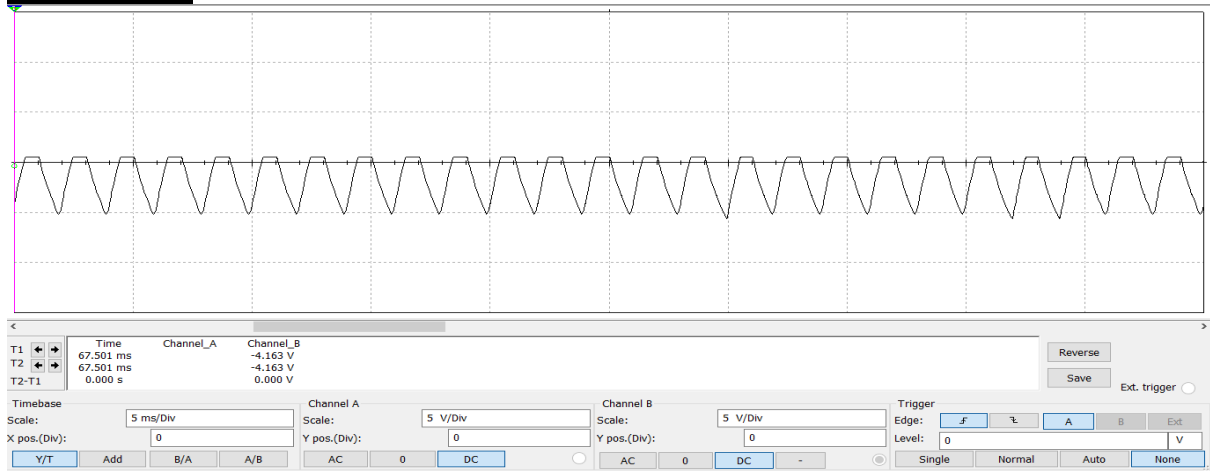 T1
T2
T2-T1
Time Channel_A Channel_B
67.501 ms -4.163 V
67.501 ms -4.163 V
0.000 s 0.000 V
Reverse
Save
Ext. trigger
Timebase
Scale: 5 ms/Div
X pos.(Div): 0
Y/T Add B/A A/B
Channel A
Scale: 5 V/Div
Y pos.(Div): 0
AC 0 DC
Channel B
Scale: 5 V/Div
Y pos.(Div): 0
AC 0 DC -
Trigger
Edge: A B Ext
Level: 0 V
Single Normal Auto None